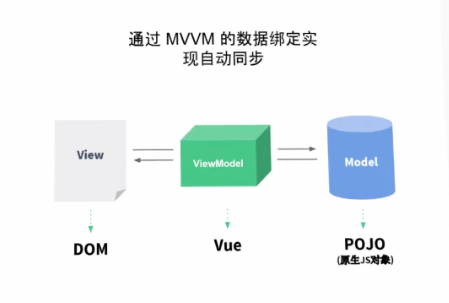 通过 MVVM 的数据绑定实
现自动同步
View
ViewModel
Model
DOM
Vue
POJO
(原生JS对象)